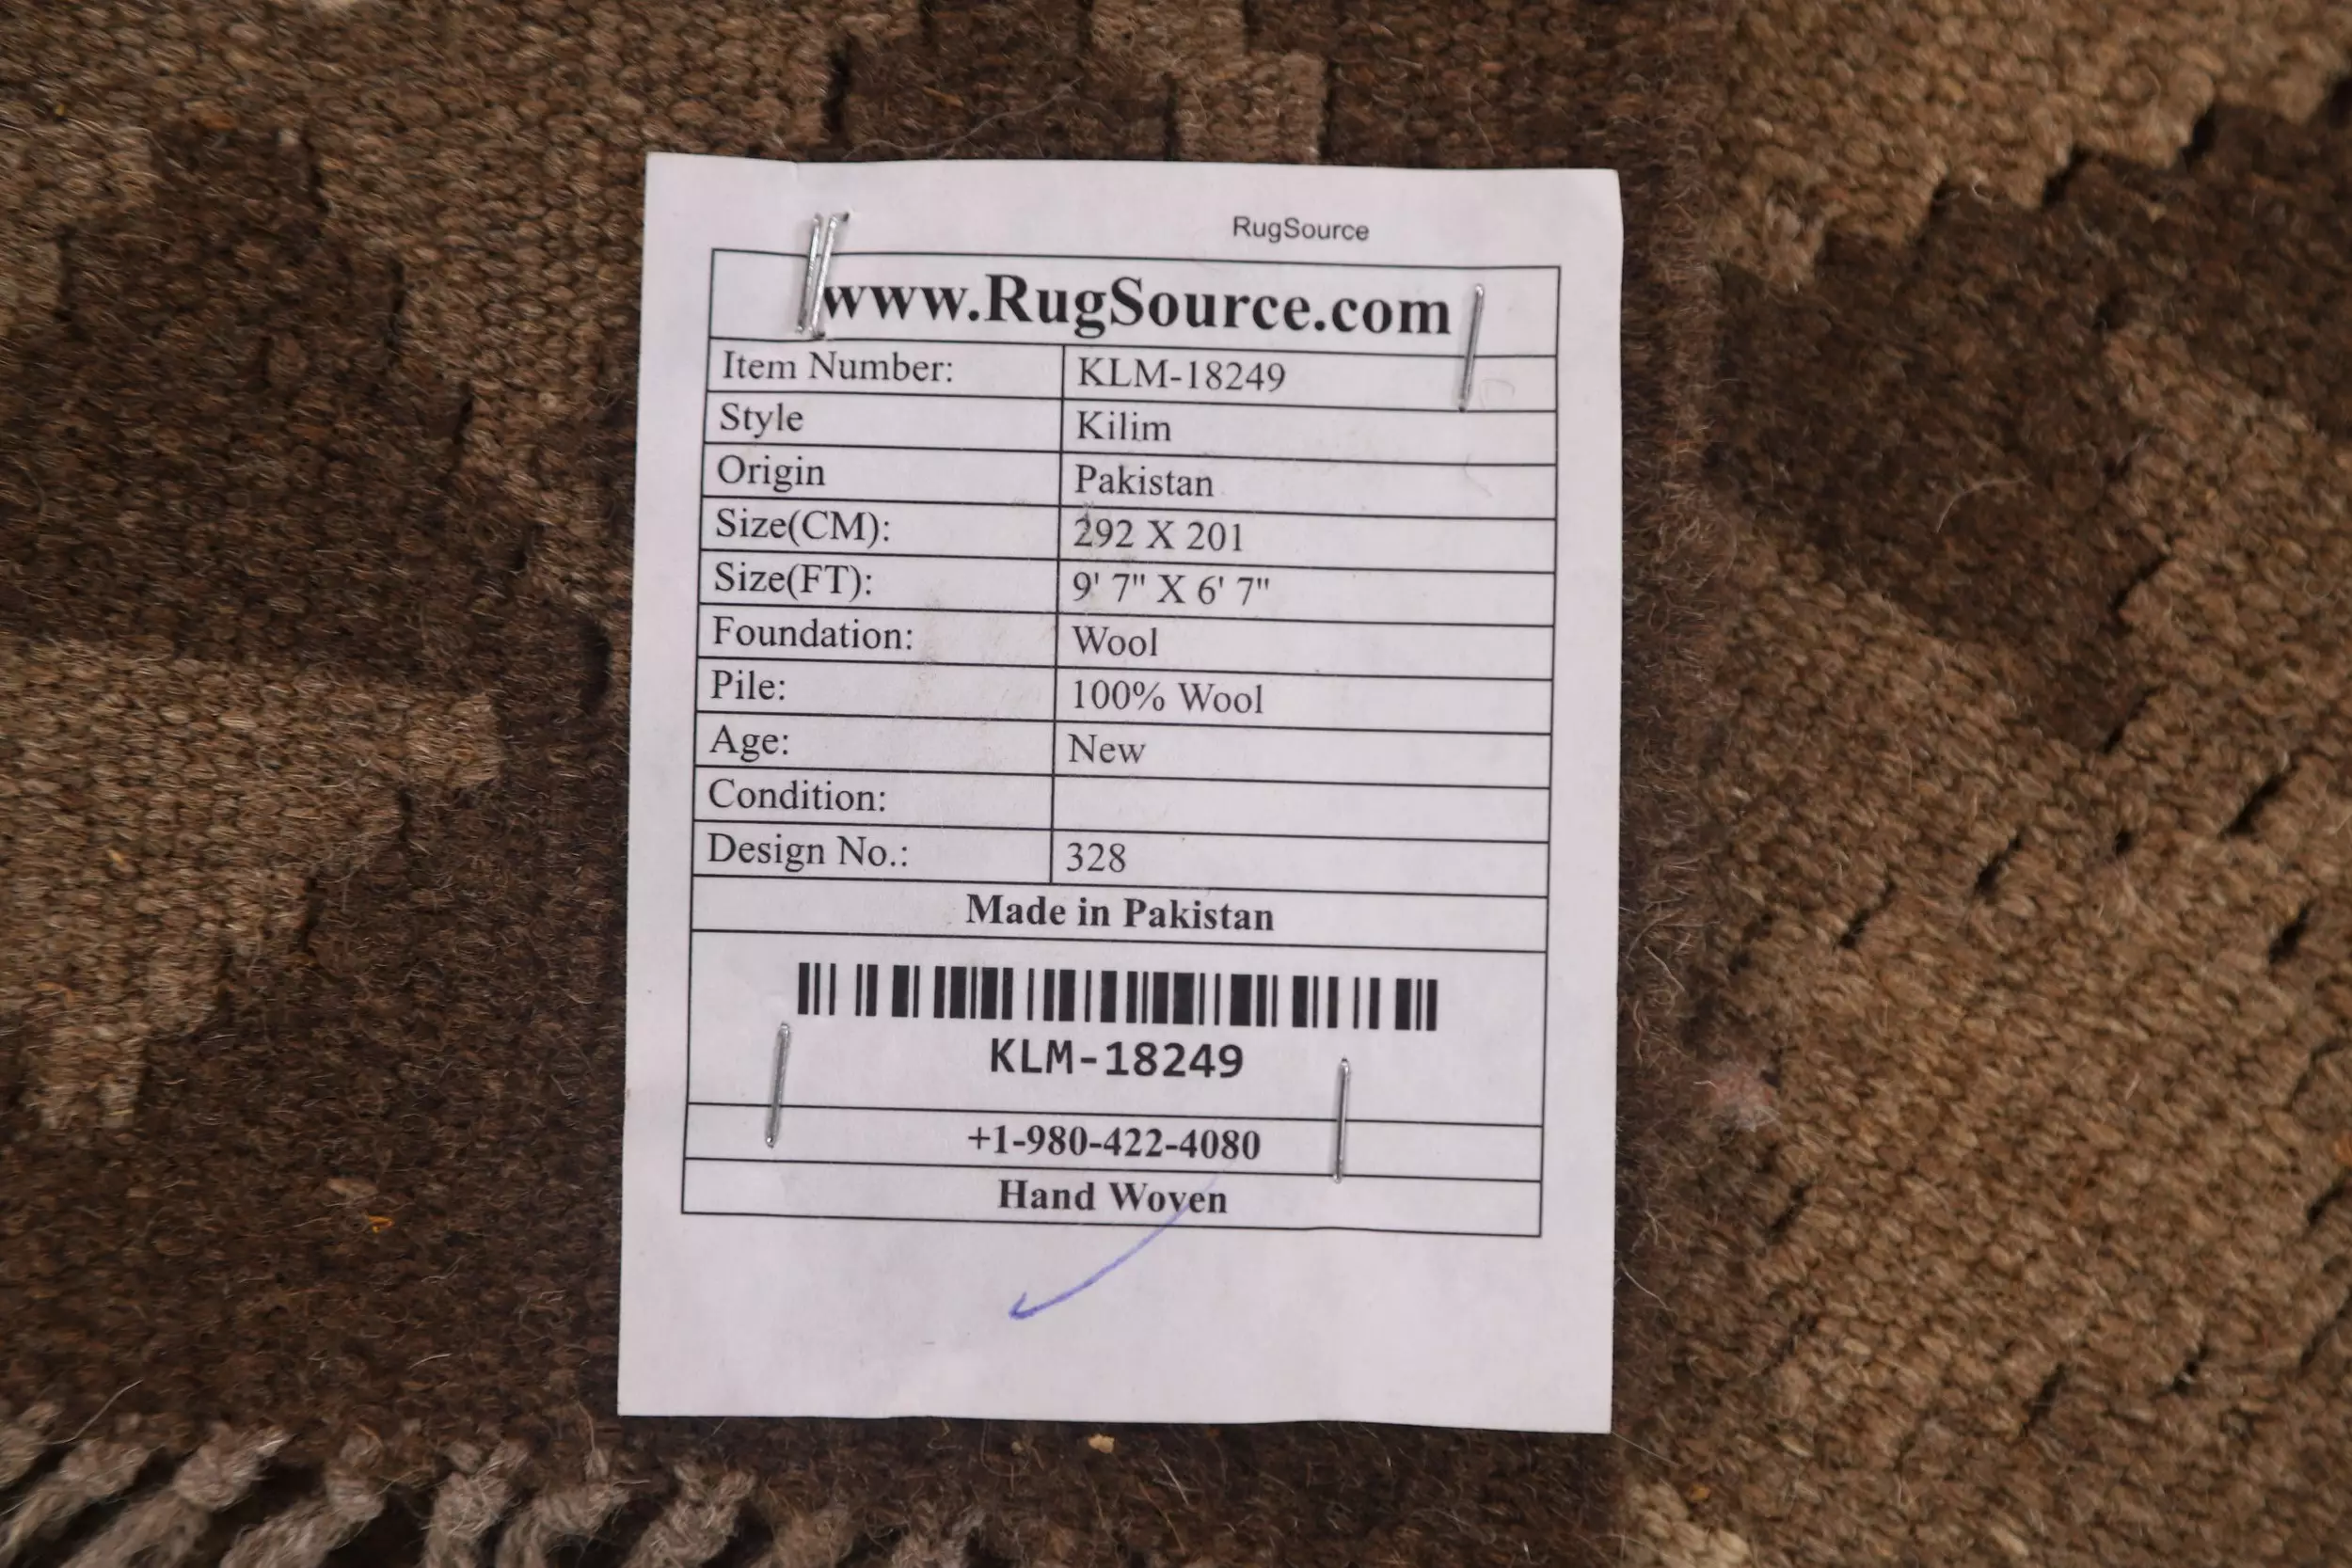 RugSource
www.RugSource.com
Item Number: KLM-18249
Style Kilim
Origin Pakistan
Size(CM): 292 X 201
Size(FT): 9' 7" X 6' 7"
Foundation: Wool
Pile: 100% Wool
Age: New
Condition:
Design No.: 328
Made in Pakistan
KLM-18249
+1-980-422-4080
Hand Woven